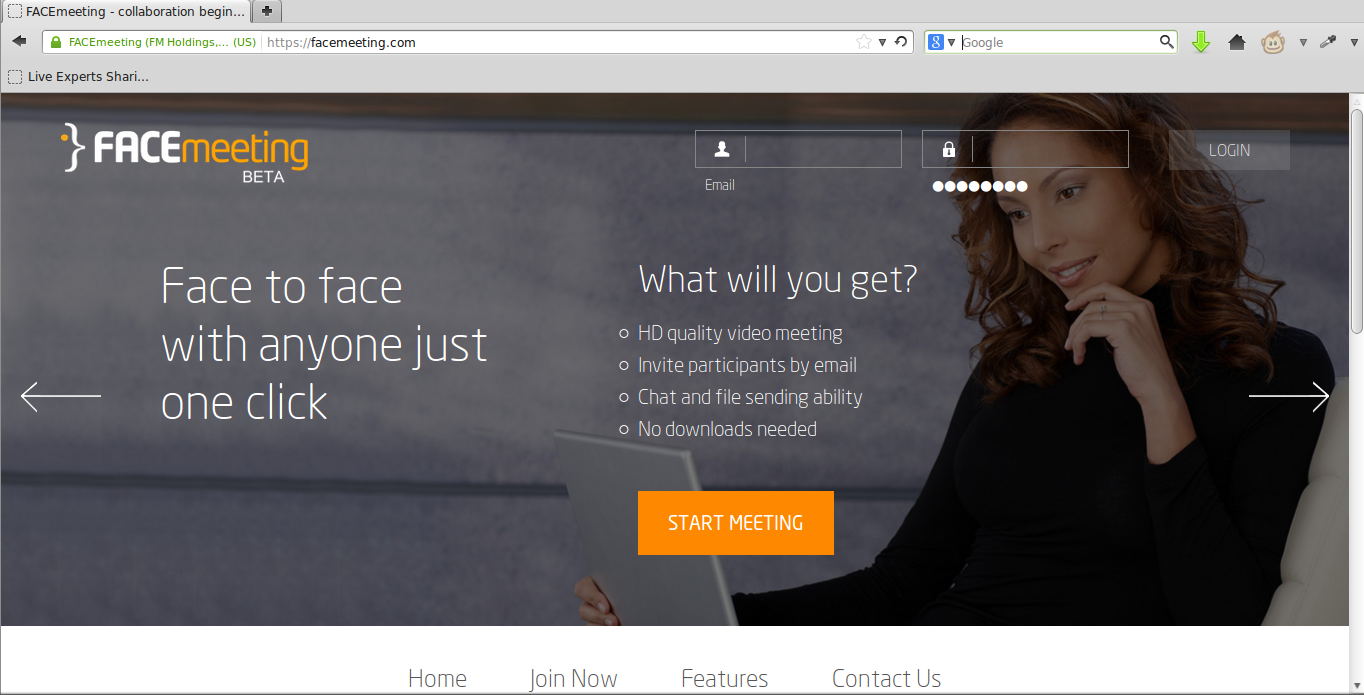 FACEmeeting - collaboration begin...
FACEmeeting (FM Holdings,... (US) https://facemeeting.com
Google
Live Experts Shari...
FACEmeeting
BETA
LOGIN
Email
Face to face
with anyone just
one click
What will you get?
HD quality video meeting
Invite participants by email
Chat and file sending ability
No downloads needed
START MEETING
Home Join Now Features Contact Us